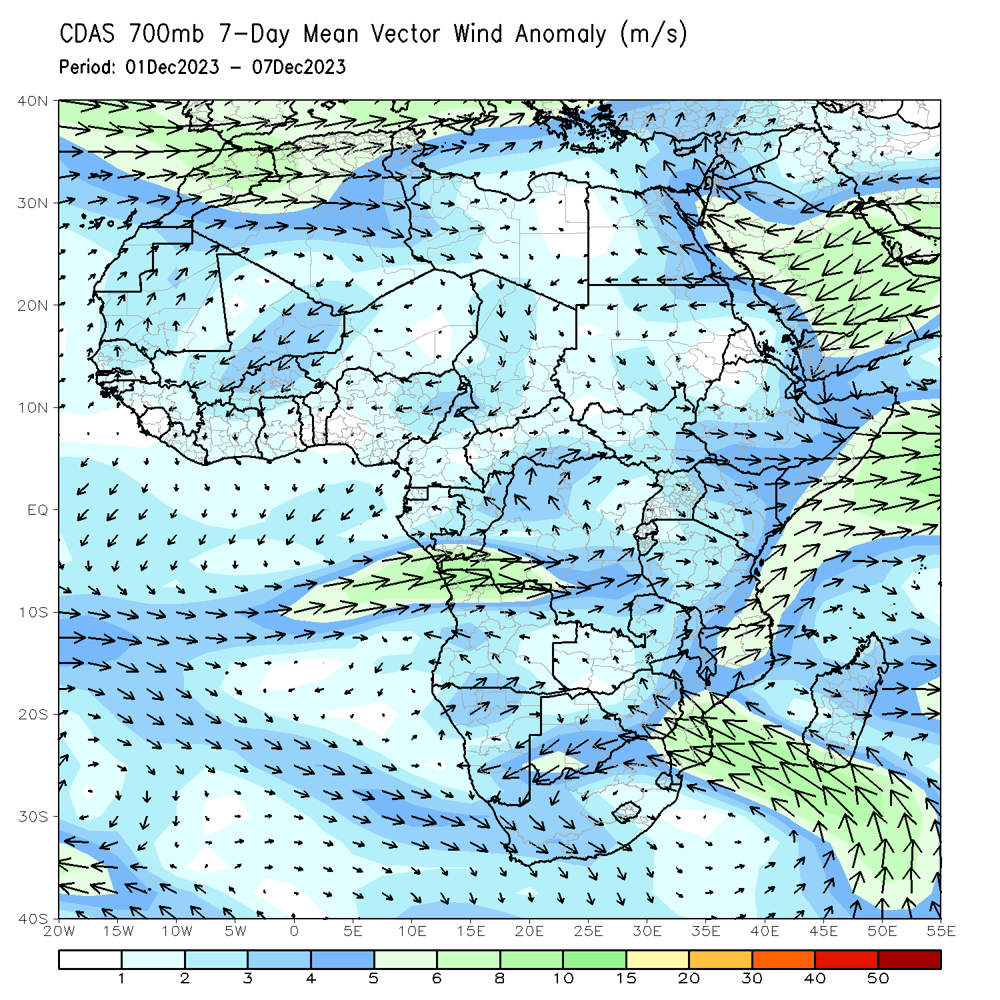 CDAS 700mb 7-Day Mean Vector Wind Anomaly (m/s)
Period: 01Dec2023 - 07Dec2023
40N
30N
20N
10N
EQ
10S
20S
30S
40S
20W 15W 10W 5W 0 5E 10E 15E 20E 25E 30E 35E 40E 45E 50E 55E
1 2 3 4 5 6 8 10 15 20 30 40 50